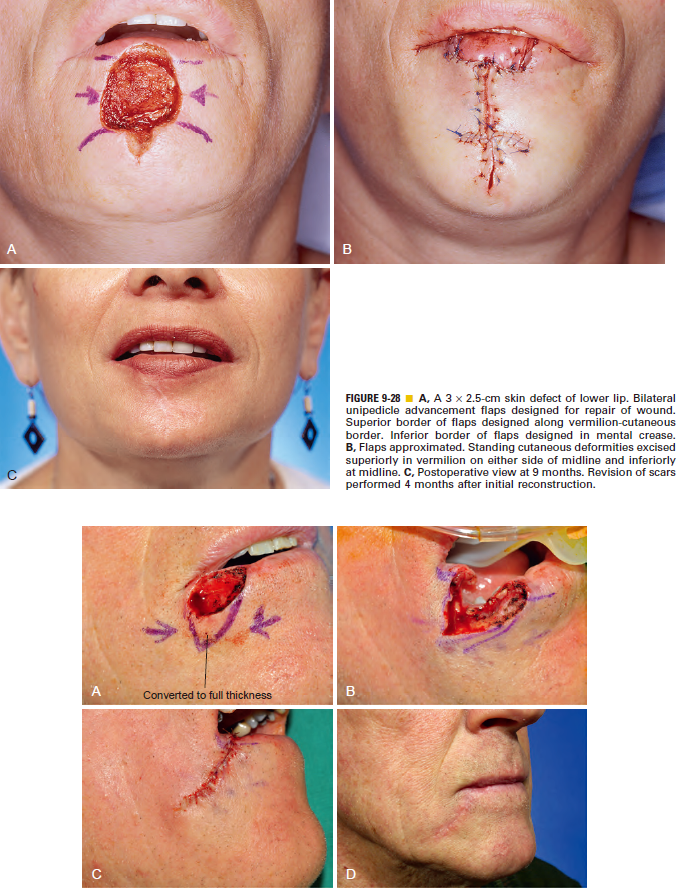 A
B
C
FIGURE 9-28 ■ A, A 3 × 2.5-cm skin defect of lower lip. Bilateral
unipedicle advancement flaps designed for repair of wound.
Superior border of flaps designed along vermilion-cutaneous
border. Inferior border of flaps designed in mental crease.
B, Flaps approximated. Standing cutaneous deformities excised
superiorly in vermilion on either side of midline and inferiorly
at midline. C, Postoperative view at 9 months. Revision of scars
performed 4 months after initial reconstruction.
A
Converted to full thickness
B
C
D